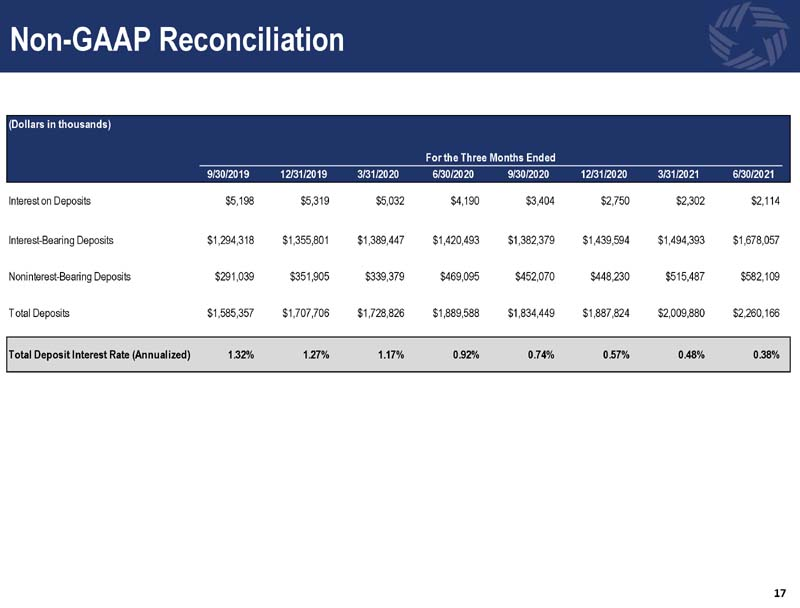 Non-GAAP Reconciliation
(Dollars in thousands)
For the Three Months Ended
9/30/2019 12/31/2019 3/31/2020 6/30/2020 9/30/2020 12/31/2020 3/31/2021 6/30/2021
Interest on Deposits $5,198 $5,319 $5,032 $4,190 $3,404 $2,750 $2,302 $2,114
Interest-Bearing Deposits $1,294,318 $1,355,801 $1,389,447 $1,420,493 $1,382,379 $1,439,594 $1,494,393 $1,678,057
Noninterest-Bearing Deposits $291,039 $351,905 $339,379 $469,095 $452,070 $448,230 $515,487 $582,109
Total Deposits $1,585,357 $1,707,706 $1,728,826 $1,889,588 $1,834,449 $1,887,824 $2,009,880 $2,260,166
Total Deposit Interest Rate (Annualized) 1.32% 1.27% 1.17% 0.92% 0.74% 0.57% 0.48% 0.38%
17